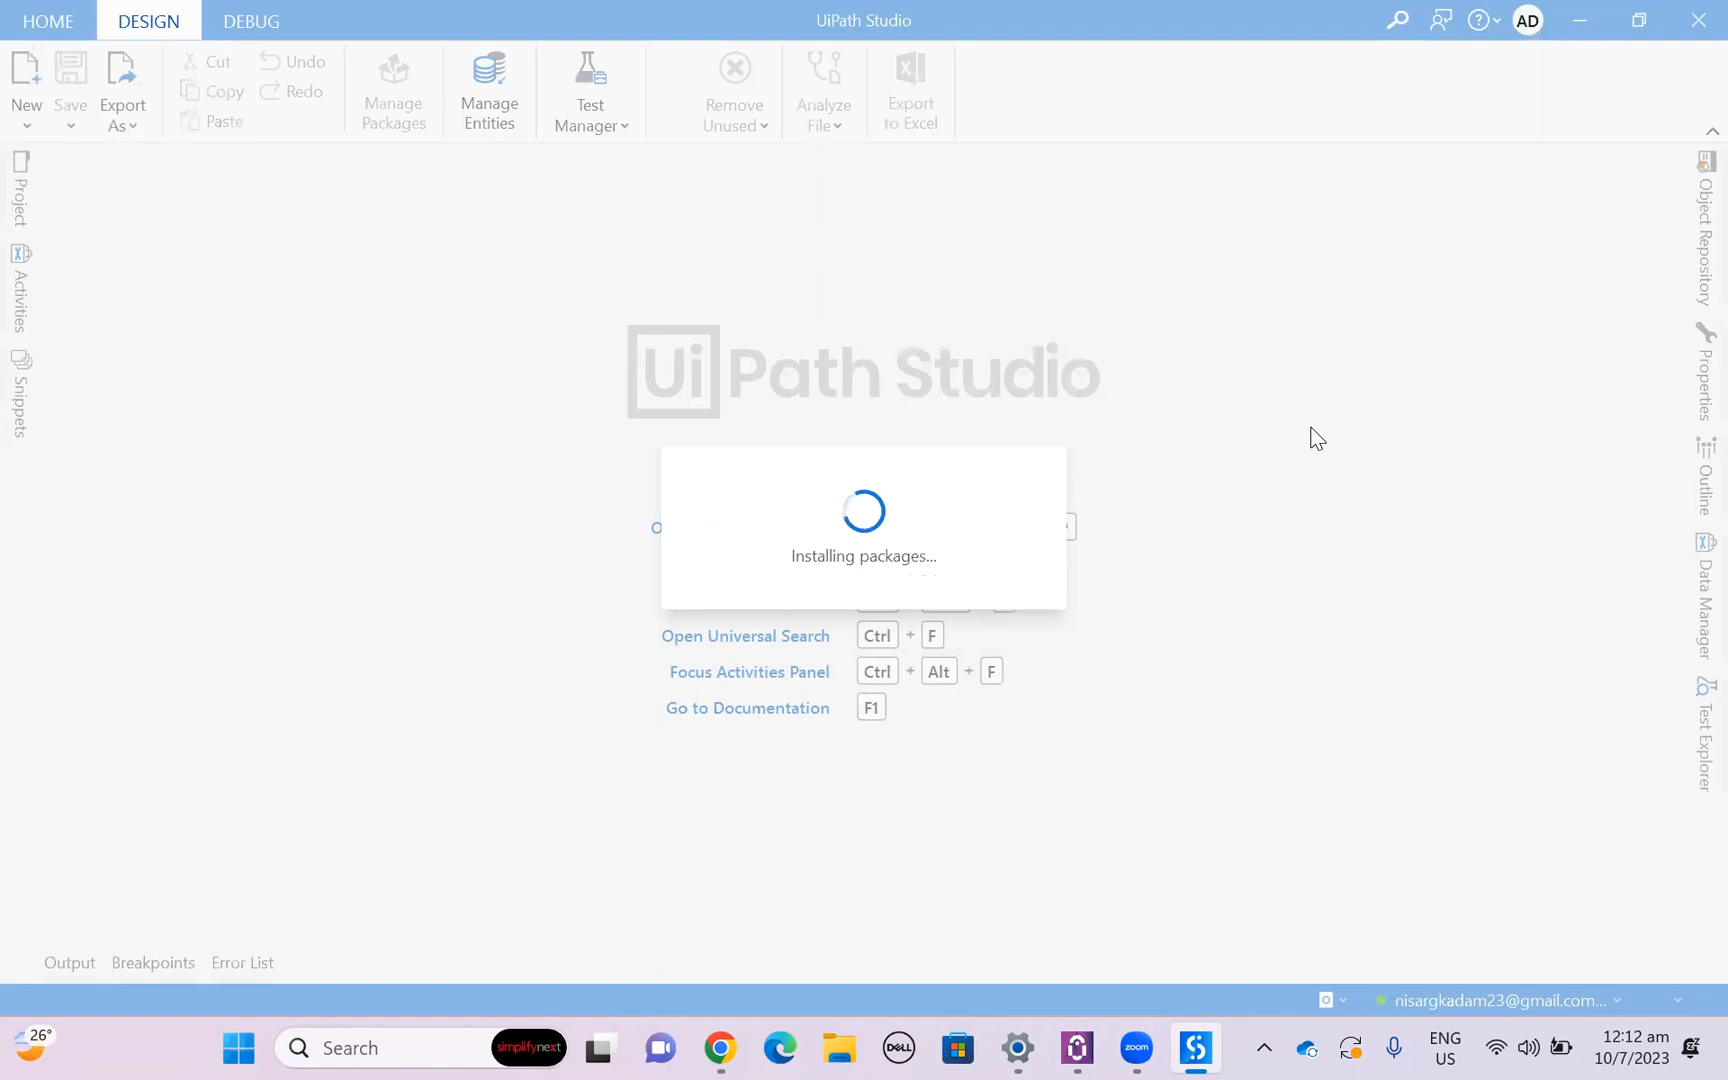 HOME DESIGN DEBUG UiPath Studio AD
New Save Export As
Cut Copy Paste
Undo Redo
Manage Packages
Manage Entities
Test Manager
Remove Unused
Analyze File
Export to Excel
Project
Activities
Snippets
Object Repository
Properties
Outline
Data Manager
Test Explorer
UiPath Studio
Installing packages...
Open Universal Search Ctrl + F
Focus Activities Panel Ctrl + Alt + F
Go to Documentation F1
Output Breakpoints Error List
nisargkadam23@gmail.com...
26°
Search simplifynext
DELL
zoom
ENG
US
12:12 am
10/7/2023